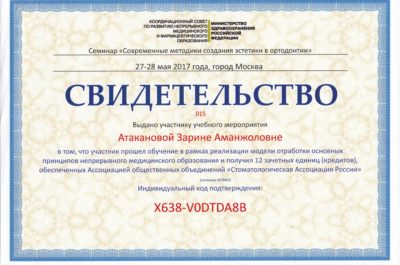 КООРДИНАЦИОННЫЙ СОВЕТ
ПО РАЗВИТИЮ НЕПРЕРЫВНОГО
МЕДИЦИНСКОГО
И ФАРМАЦЕВТИЧЕСКОГО
ОБРАЗОВАНИЯ
МИНИСТЕРСТВО
ЗДРАВООХРАНЕНИЯ
РОССИЙСКОЙ
ФЕДЕРАЦИИ
Семинар «Современные методики создания эстетики в ортодонтии»
27-28 мая 2017 года, город Москва
СВИДЕТЕЛЬСТВО
015
Выдано участнику учебного мероприятия
Атакановой Зарине Аманжоловне
в том, что участник прошел обучение в рамках реализации модели отработки основных
принципов непрерывного медицинского образования и получил 12 зачетных единиц (кредитов),
обеспеченных Ассоциацией общественных объединений «Стоматологическая Ассоциация России»
Индивидуальный код подтверждения:
X638-V0DTDA8B